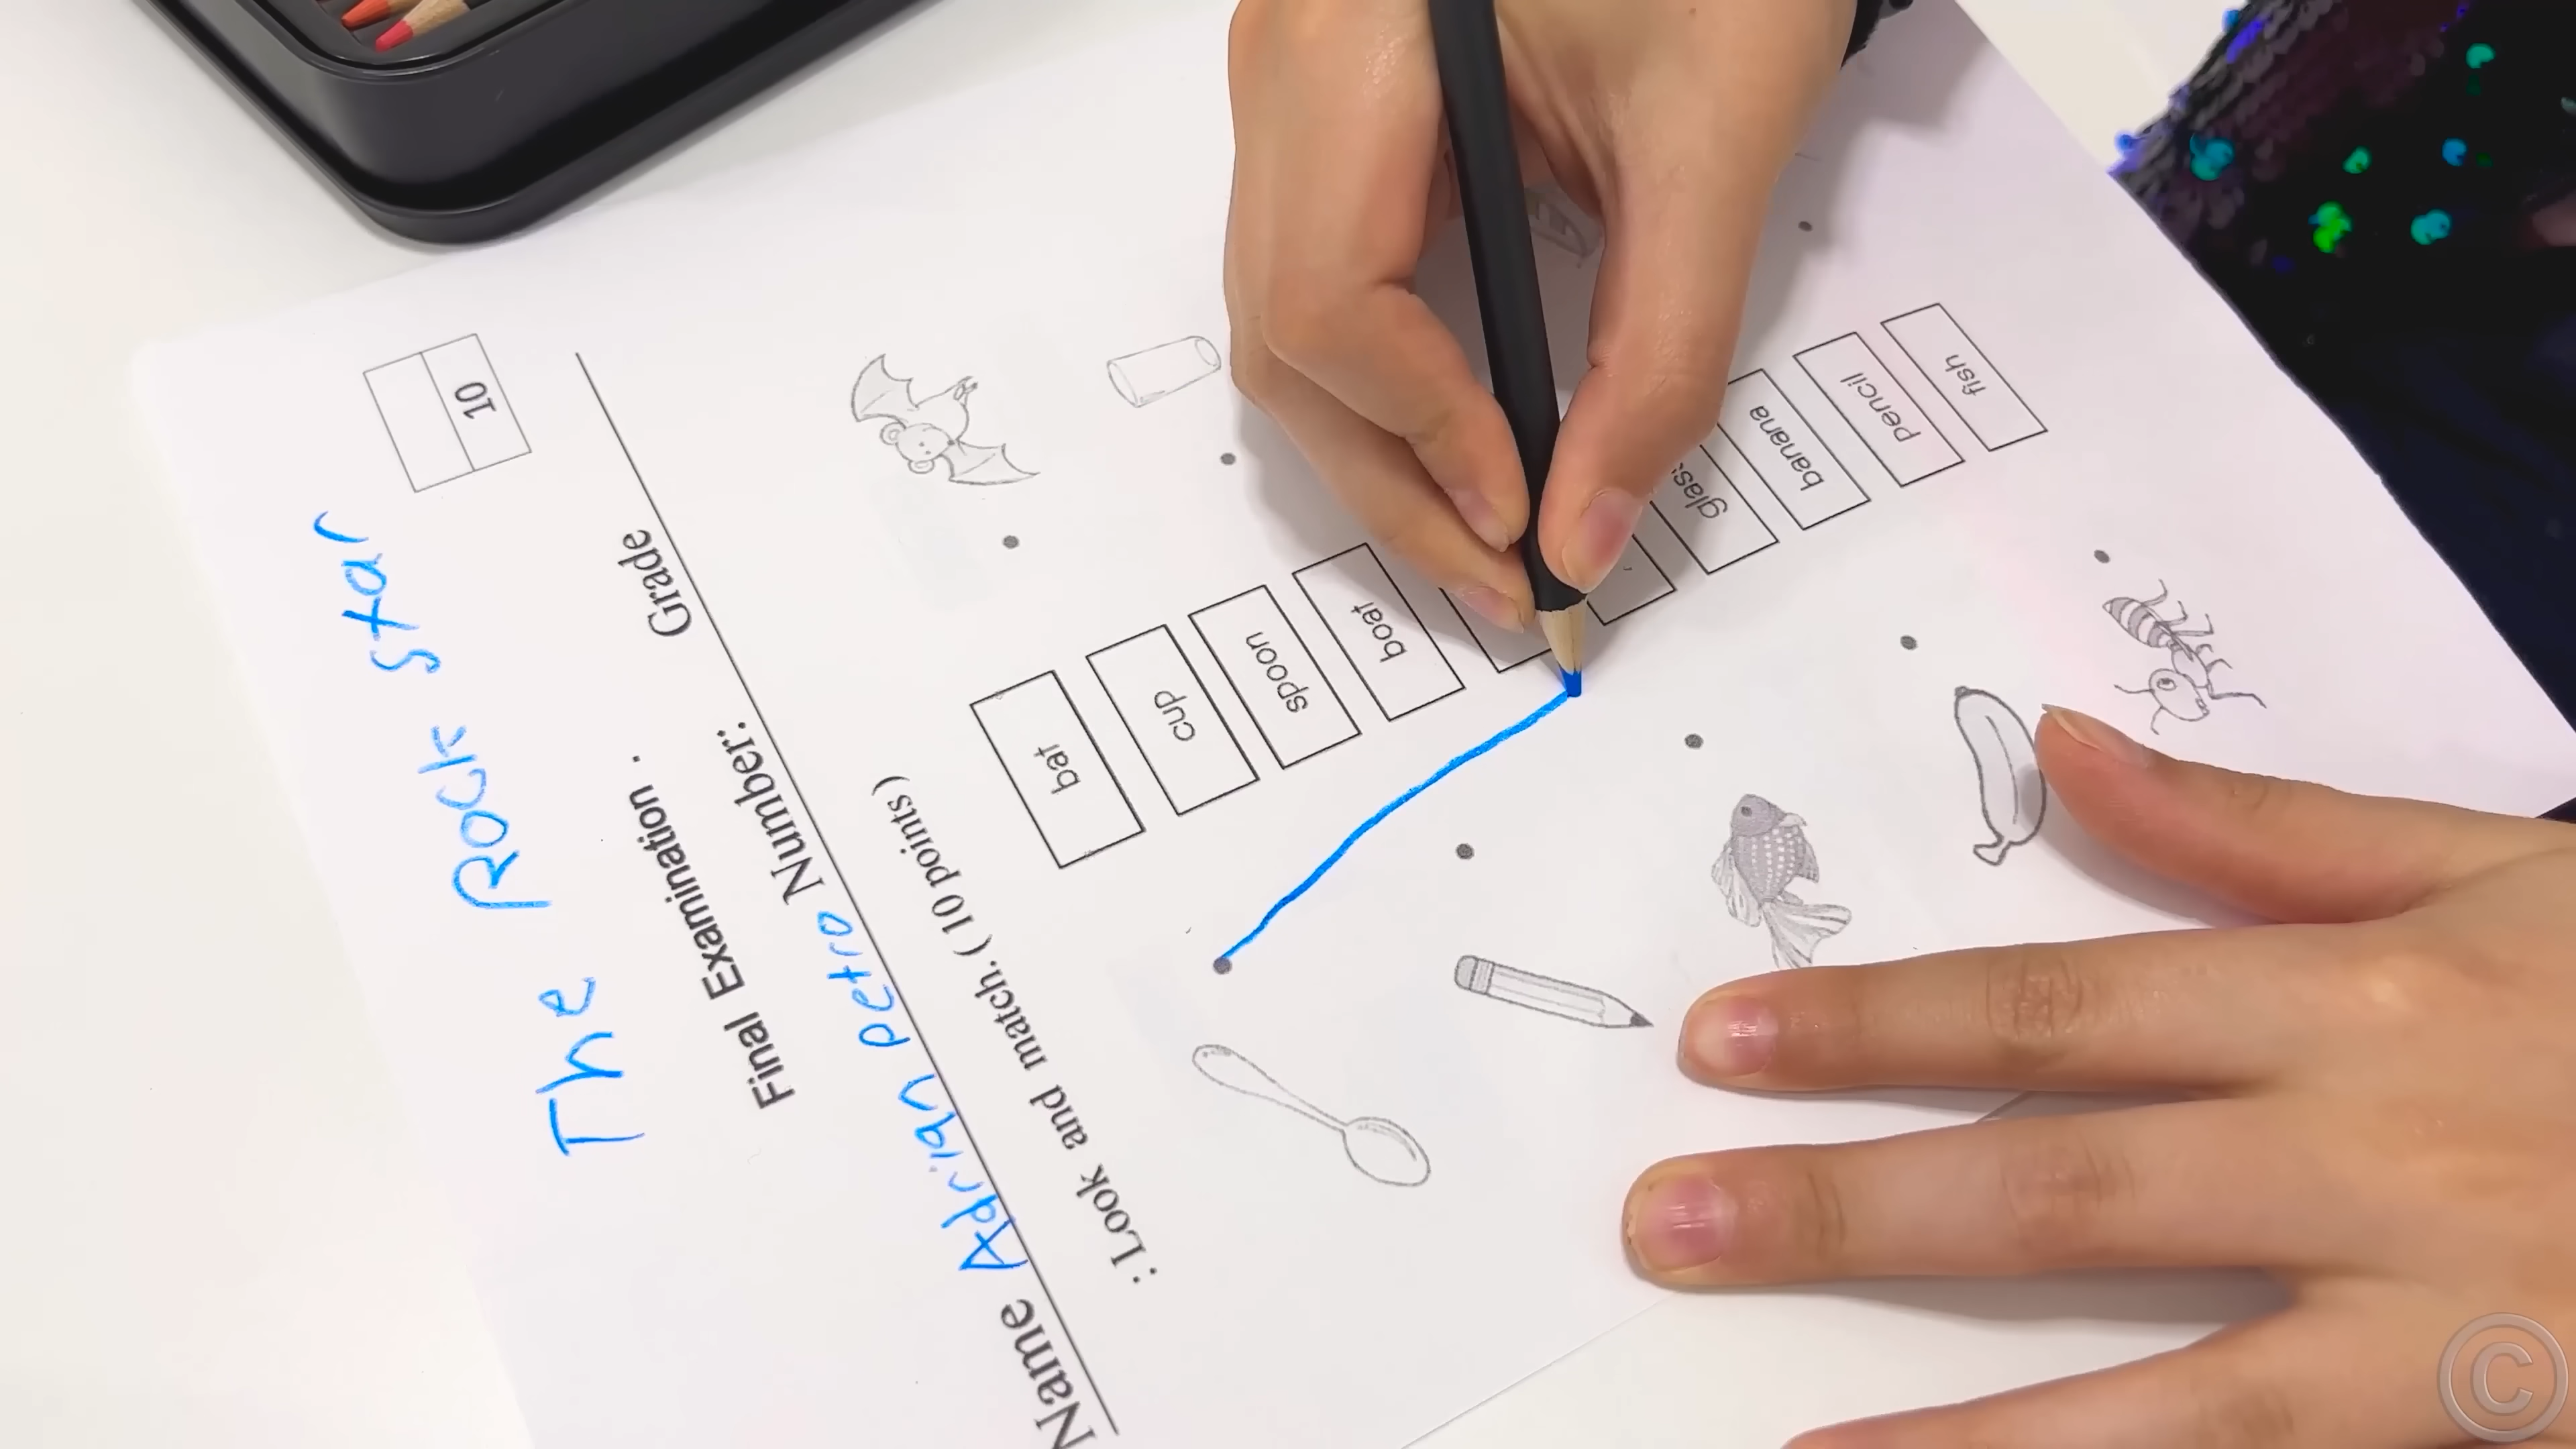 The Rock Star
10
Final Examination .
Name Adrian petro Number:
Grade
: Look and match. ( 10 points )
bat
cup
spoon
boat
banana
pencil
fish
©